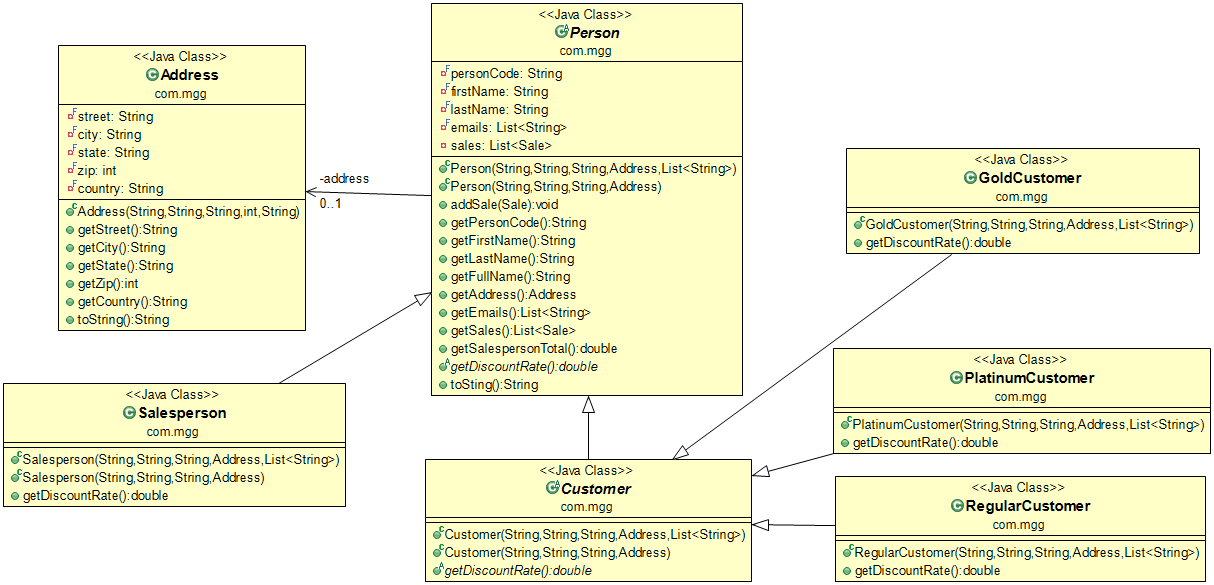 <<Java Class>>
Address
com.mgg
street: String
city: String
state: String
zip: int
country: String
Address(String,String,String,int,String)
getStreet():String
getCity():String
getState():String
getZip():int
getCountry():String
toString():String
-address
0..1
<<Java Class>>
Person
com.mgg
personCode: String
firstName: String
lastName: String
emails: List<String>
sales: List<Sale>
Person(String,String,String,Address,List<String>)
Person(String,String,String,Address)
addSale(Sale):void
getPersonCode():String
getFirstName():String
getLastName():String
getFullName():String
getAddress():Address
getEmails():List<String>
getSales():List<Sale>
getSalespersonTotal():double
getDiscountRate():double
toSting():String
<<Java Class>>
GoldCustomer
com.mgg
GoldCustomer(String,String,String,Address,List<String>)
getDiscountRate():double
<<Java Class>>
PlatinumCustomer
com.mgg
PlatinumCustomer(String,String,String,Address,List<String>)
getDiscountRate():double
<<Java Class>>
Salesperson
com.mgg
Salesperson(String,String,String,Address,List<String>)
Salesperson(String,String,String,Address)
getDiscountRate():double
<<Java Class>>
Customer
com.mgg
Customer(String,String,String,Address,List<String>)
Customer(String,String,String,Address)
getDiscountRate():double
<<Java Class>>
RegularCustomer
com.mgg
RegularCustomer(String,String,String,Address,List<String>)
getDiscountRate():double